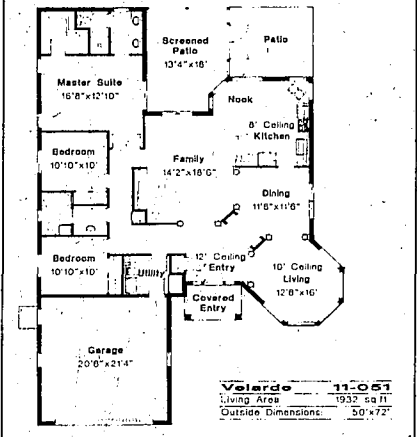 Screened
Patio
13'4"x16'
Patio
Master Suite
16'8"x12'10"
Nook
8' Ceiling
Kitchen
Bedroom
10'10"x10'
Family
14'2"x18'6"
Dining
11'6"x11'6"
Bedroom
10'10"x10'
Utility
12' Ceiling
Entry
10' Ceiling
Living
12'8"x16'
Covered
Entry
Garage
20'6"x21'4"
Velarde 11-051
Living Area 1932 sq ft
Outside Dimensions: 50'x72'